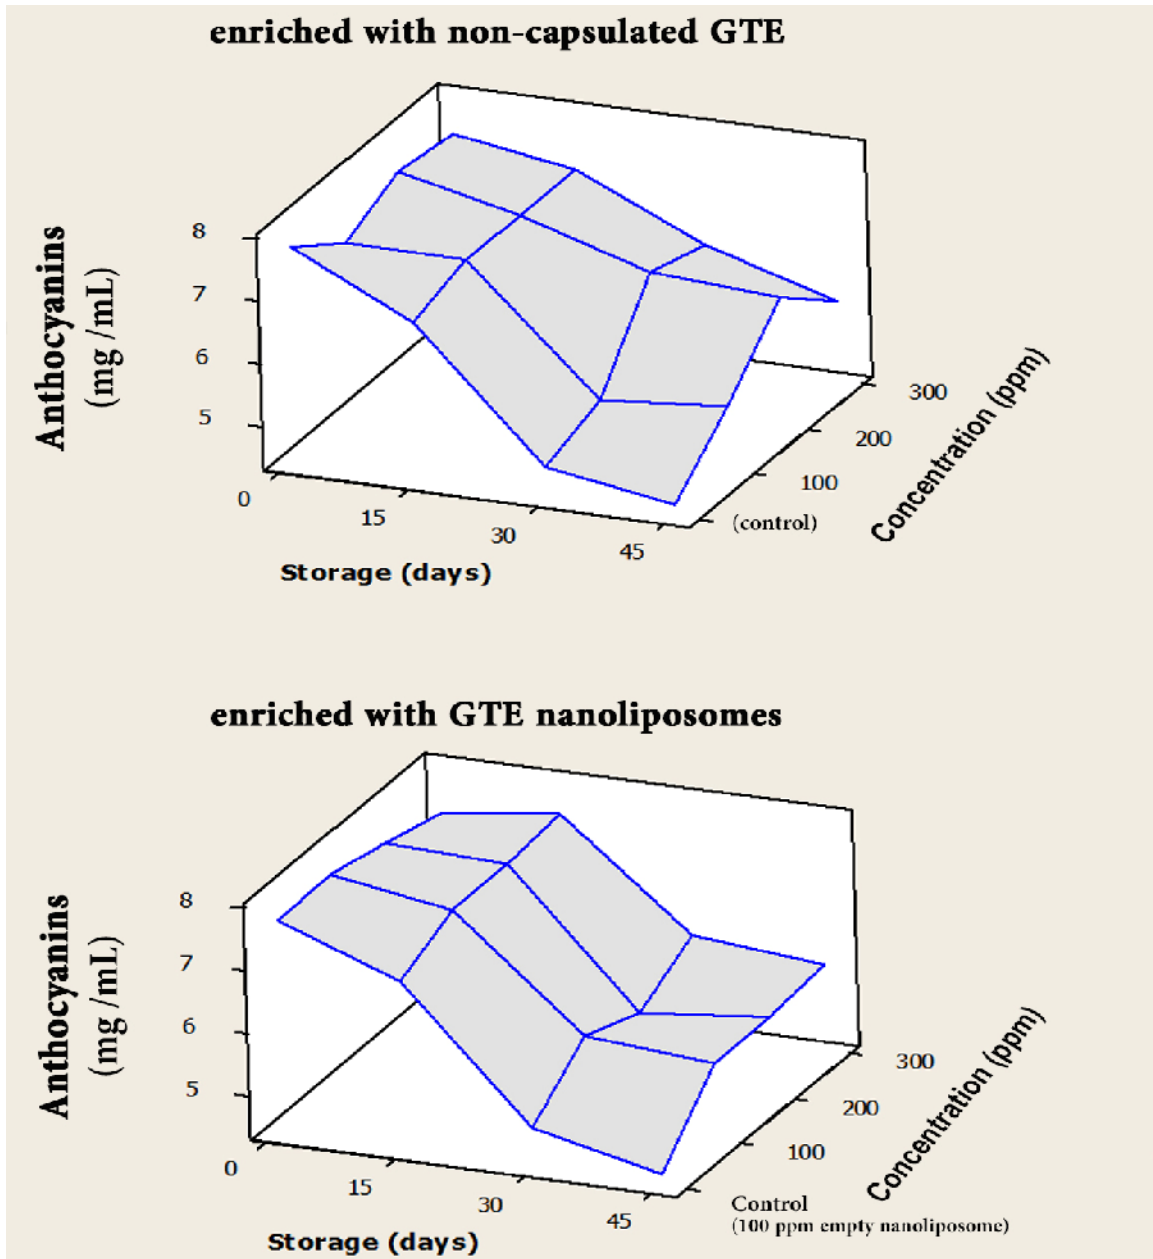 enriched with non-capsulated GTE
Anthocyanins
(mg /mL)
8
7
6
5
0
15
30
45
Storage (days)
(control)
100
200
300
Concentration (ppm)
enriched with GTE nanoliposomes
Anthocyanins
(mg /mL)
8
7
6
5
0
15
30
45
Storage (days)
Control
(100 ppm empty nanoliposome)
100
200
300
Concentration (ppm)